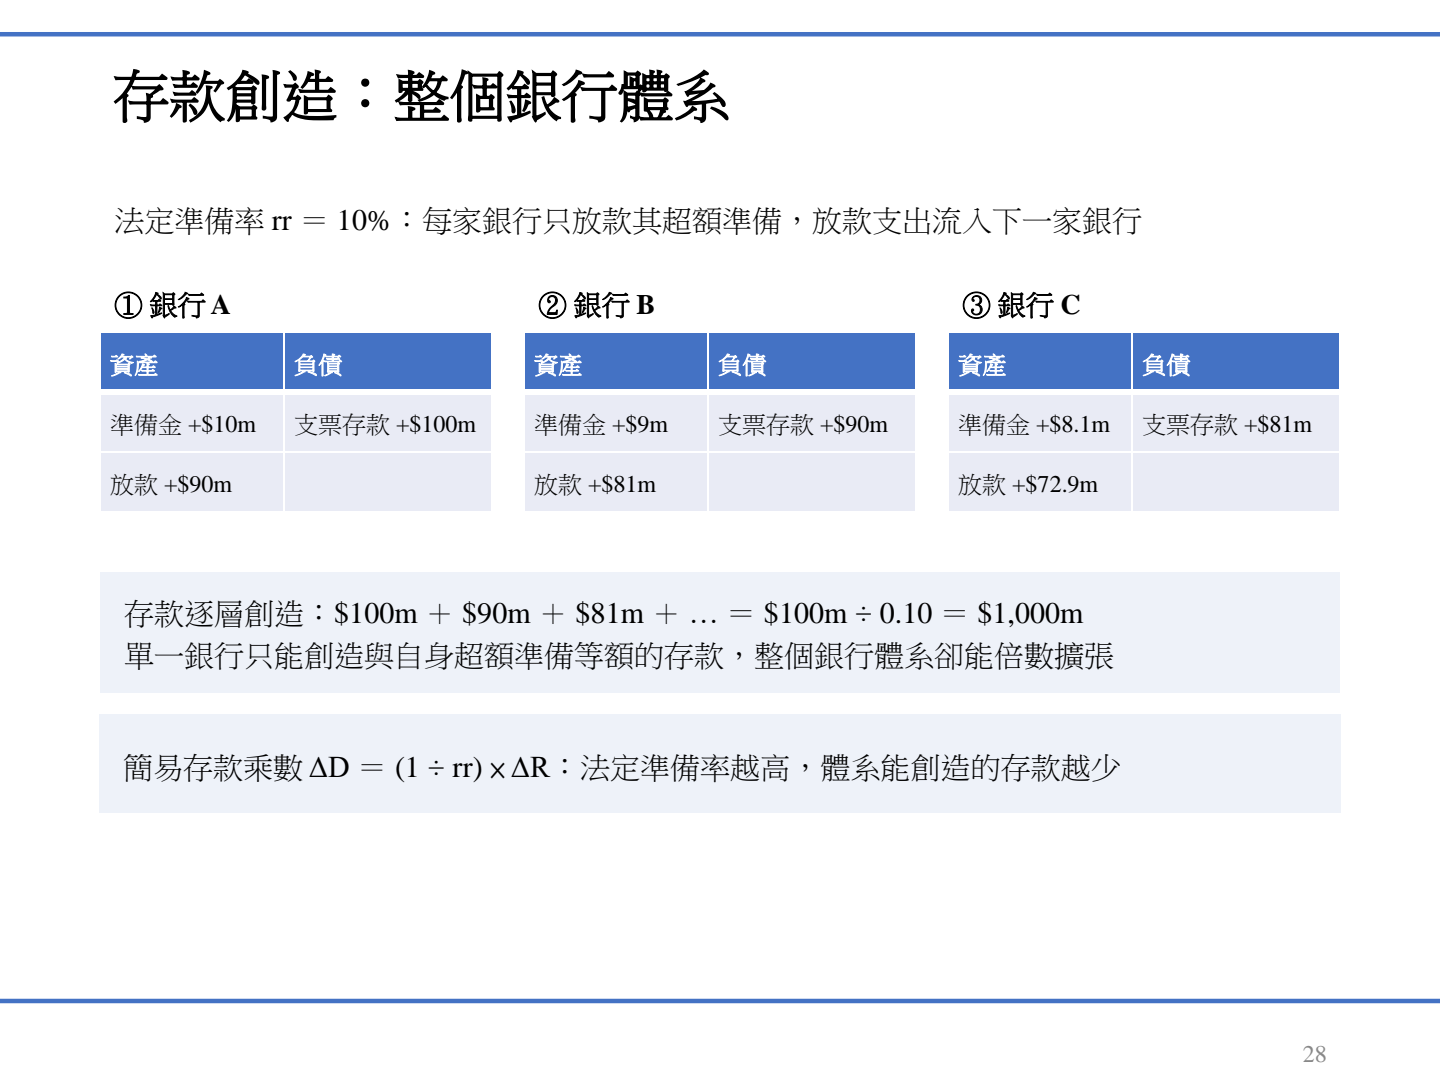 存款創造：整個銀行體系
法定準備率 rr ＝ 10%：每家銀行只放款其超額準備，放款支出流入下一家銀行
① 銀行 A
② 銀行 B
③ 銀行 C
資產 負債
準備金 +$10m 支票存款 +$100m
放款 +$90m
資產 負債
準備金 +$9m 支票存款 +$90m
放款 +$81m
資產 負債
準備金 +$8.1m 支票存款 +$81m
放款 +$72.9m
存款逐層創造：$100m ＋ $90m ＋ $81m ＋ … ＝ $100m ÷ 0.10 ＝ $1,000m
單一銀行只能創造與自身超額準備等額的存款，整個銀行體系卻能倍數擴張
簡易存款乘數 ΔD ＝ (1 ÷ rr) × ΔR：法定準備率越高，體系能創造的存款越少
28